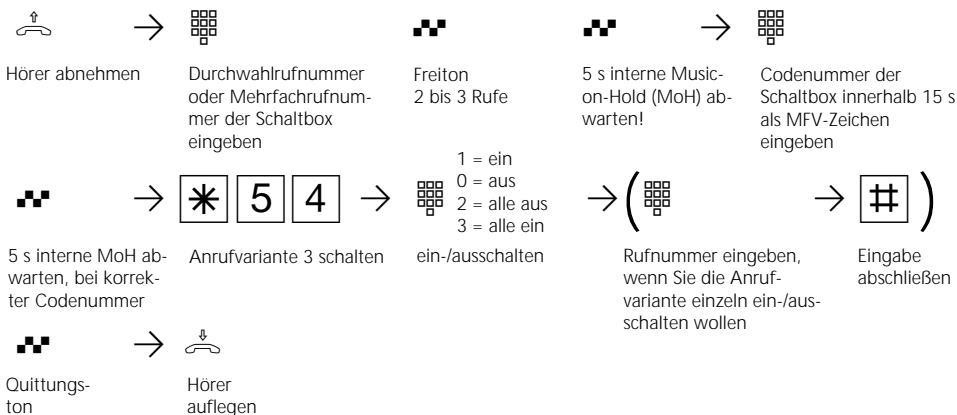 Hörer abnehmen
Durchwahlrufnummer
oder Mehrfachrufnum-
mer der Schaltbox
eingeben
Freiton
2 bis 3 Rufe
5 s interne Music-
on-Hold (MoH) ab-
warten!
Codenummer der
Schaltbox innerhalb 15 s
als MFV-Zeichen
eingeben
5 s interne MoH ab-
warten, bei korrek-
ter Codenummer
* 5 4
Anrufvariante 3 schalten
1 = ein
0 = aus
2 = alle aus
3 = alle ein
ein-/ausschalten
(
Rufnummer eingeben,
wenn Sie die Anruf-
variante einzeln ein-/aus-
schalten wollen
# )
Eingabe
abschließen
Quittungs-
ton
Hörer
auflegen